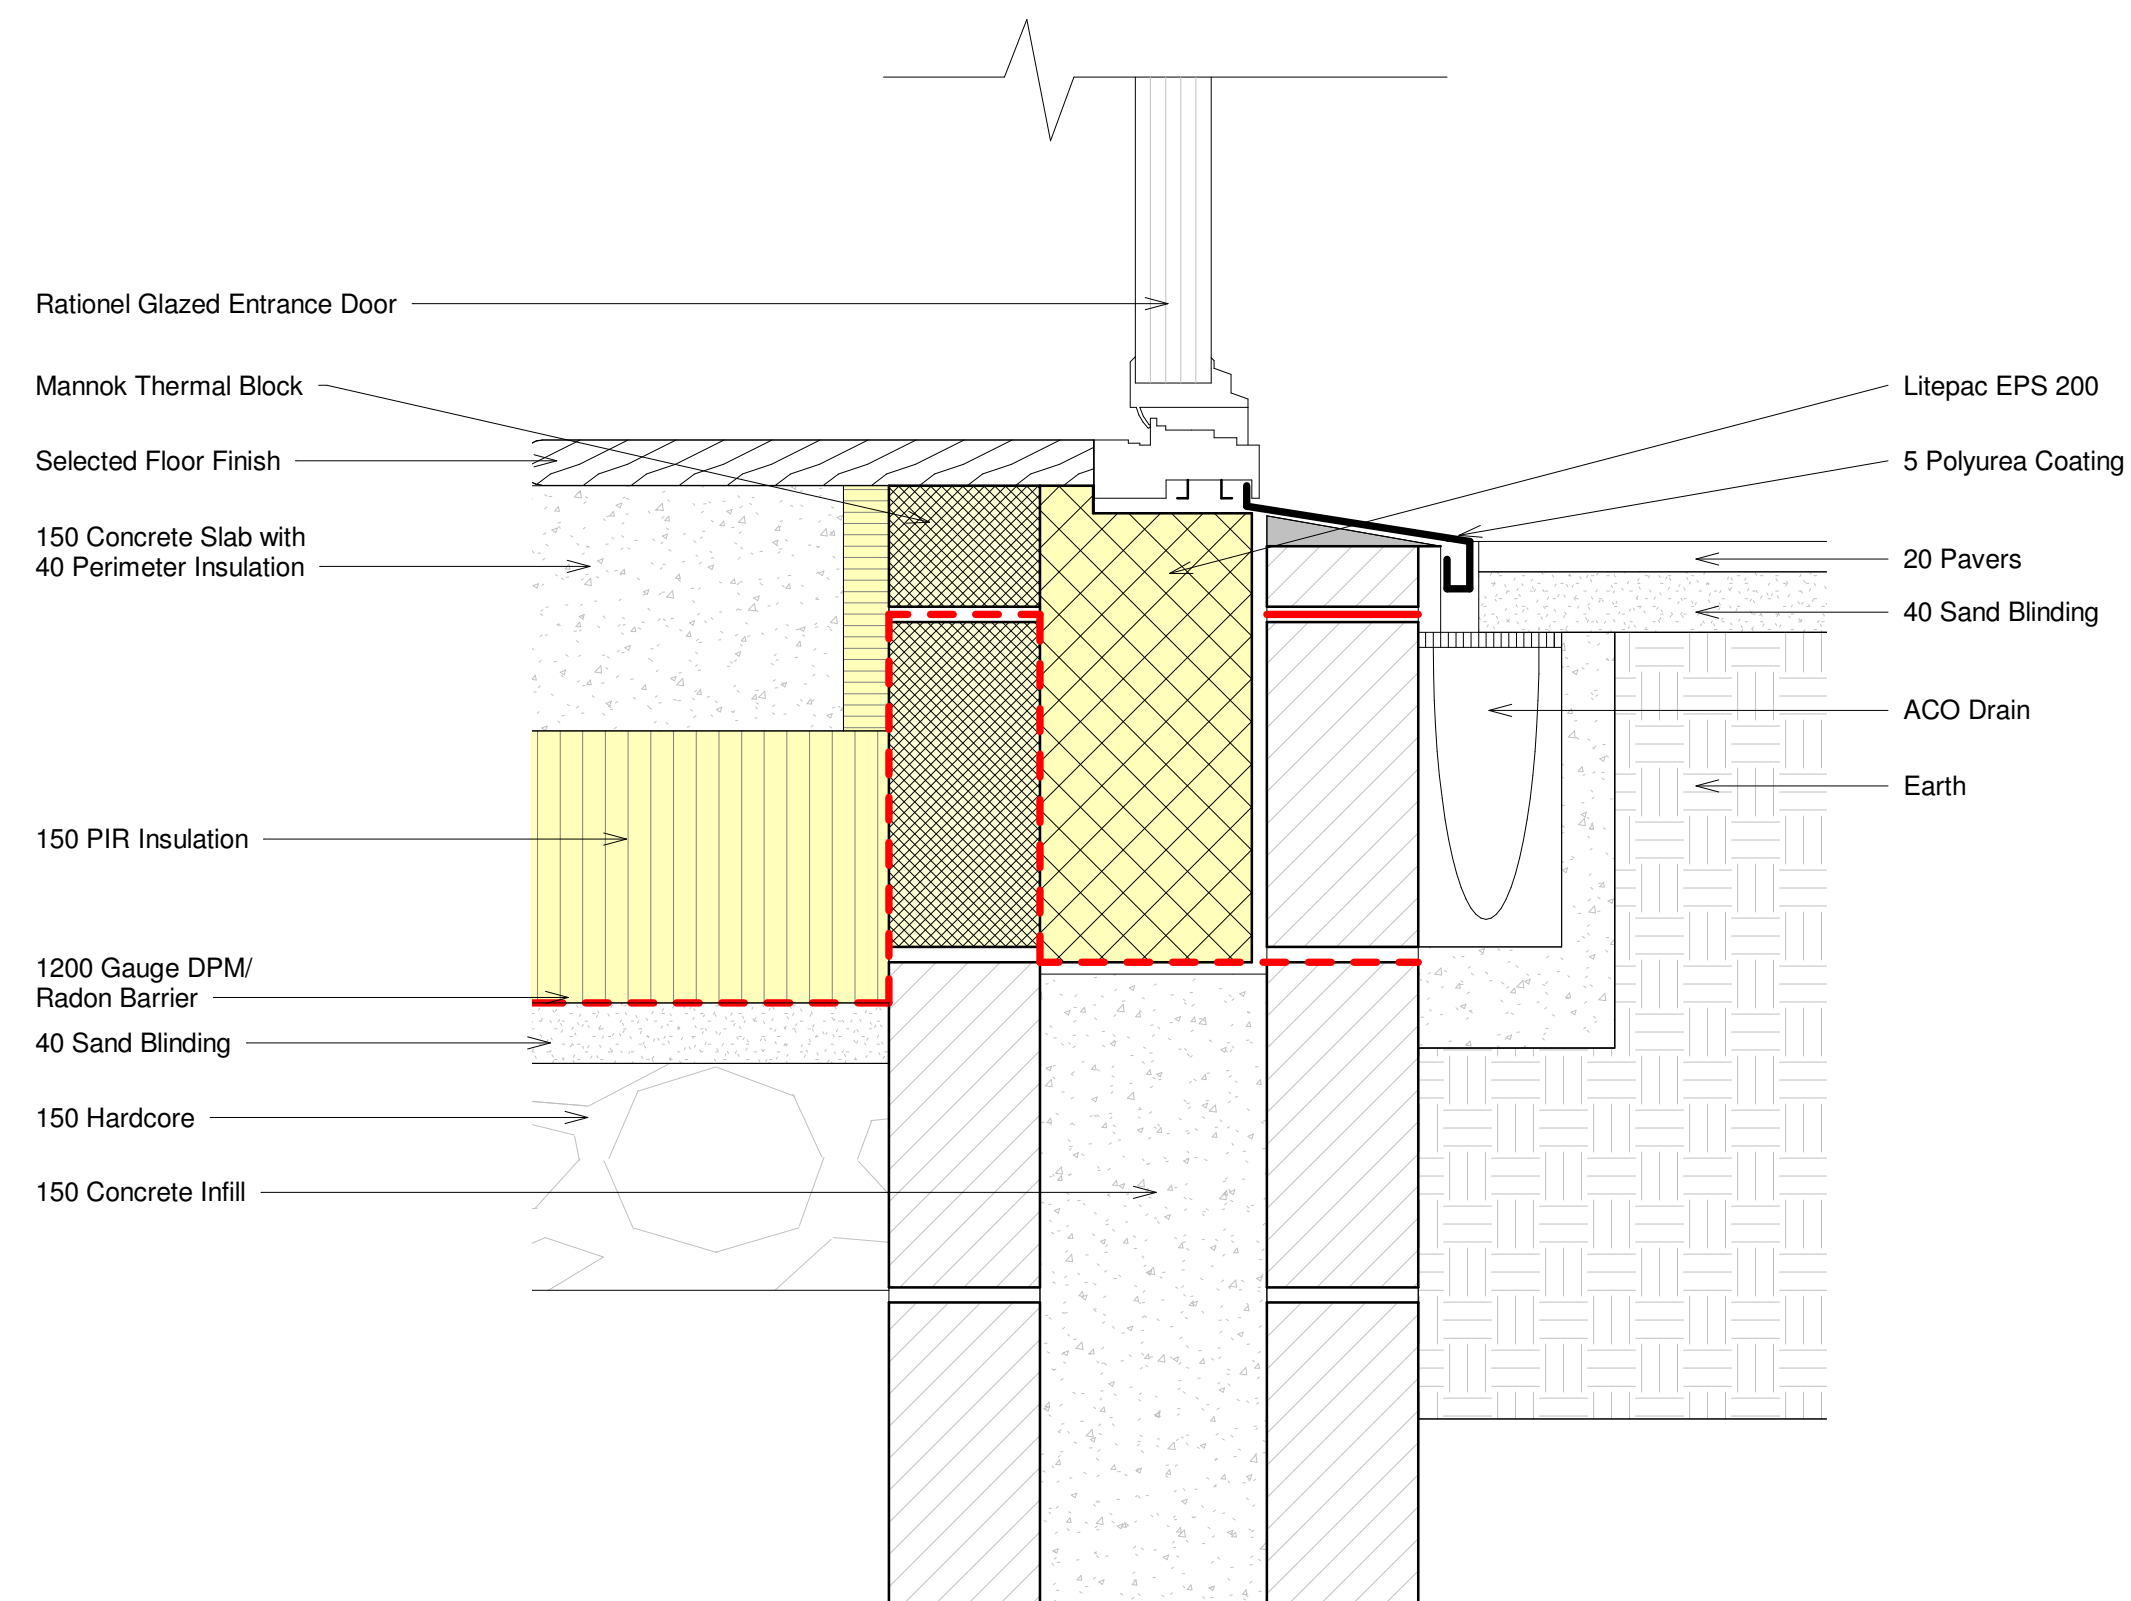 Rationel Glazed Entrance Door
Mannok Thermal Block
Selected Floor Finish
150 Concrete Slab with
40 Perimeter Insulation
150 PIR Insulation
1200 Gauge DPM/
Radon Barrier
40 Sand Blinding
150 Hardcore
150 Concrete Infill
Litepac EPS 200
5 Polyurea Coating
20 Pavers
40 Sand Blinding
ACO Drain
Earth